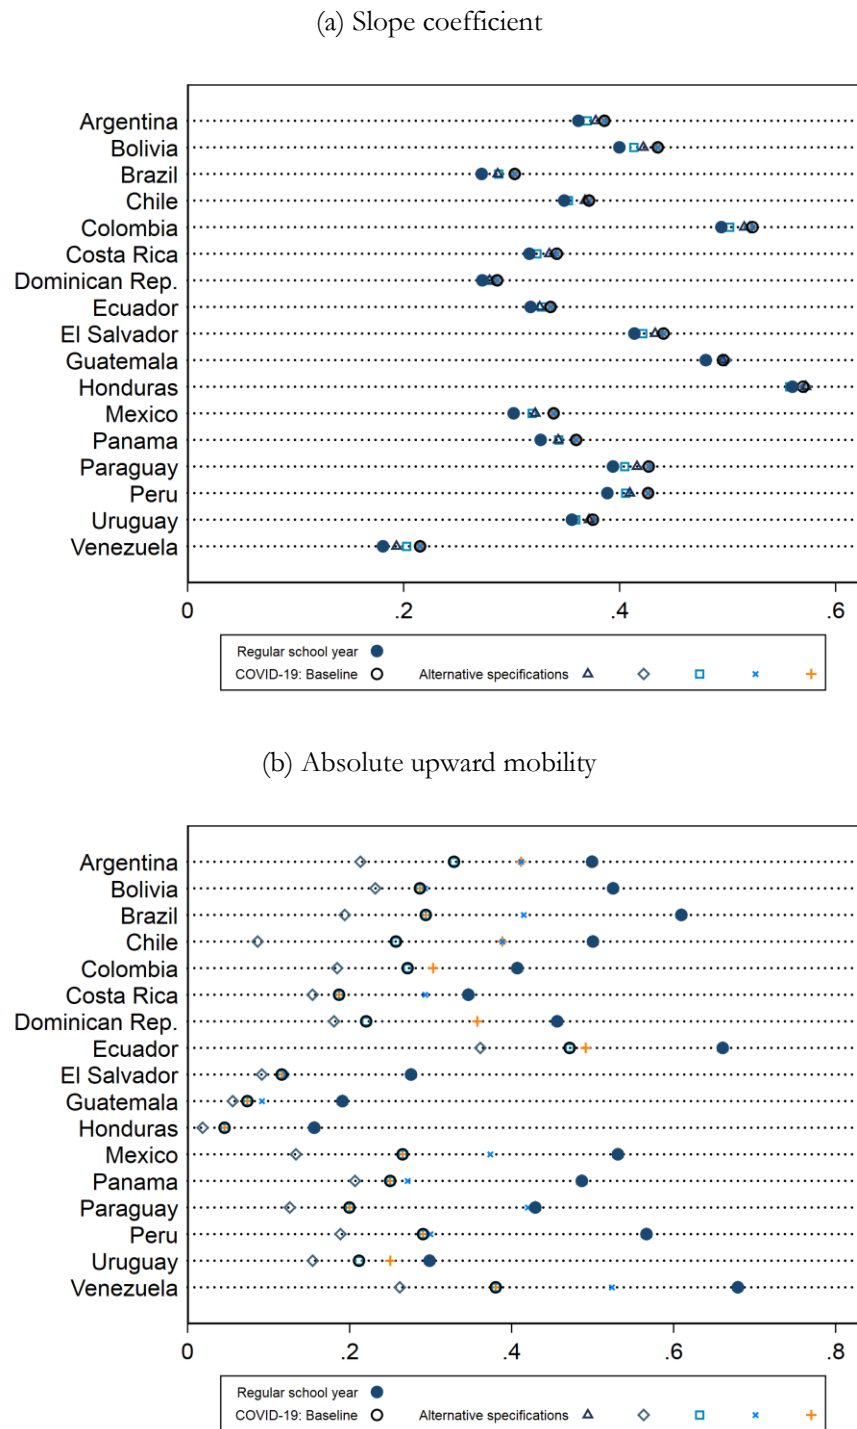 (a) Slope coefficient
Argentina
Bolivia
Brazil
Chile
Colombia
Costa Rica
Dominican Rep.
Ecuador
El Salvador
Guatemala
Honduras
Mexico
Panama
Paraguay
Peru
Uruguay
Venezuela
0 .2 .4 .6
Regular school year
COVID-19: Baseline Alternative specifications
(b) Absolute upward mobility
Argentina
Bolivia
Brazil
Chile
Colombia
Costa Rica
Dominican Rep.
Ecuador
El Salvador
Guatemala
Honduras
Mexico
Panama
Paraguay
Peru
Uruguay
Venezuela
0 .2 .4 .6 .8
Regular school year
COVID-19: Baseline Alternative specifications